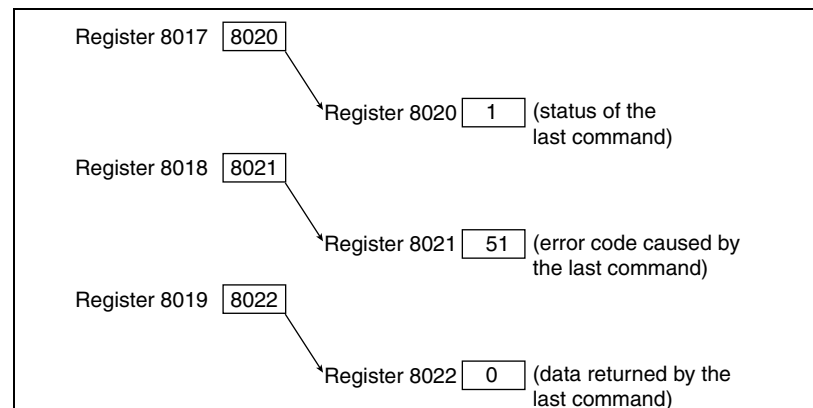 Register 8017 8020
Register 8020 1 (status of the
last command)
Register 8018 8021
Register 8021 51 (error code caused by
the last command)
Register 8019 8022
Register 8022 0 (data returned by the
last command)